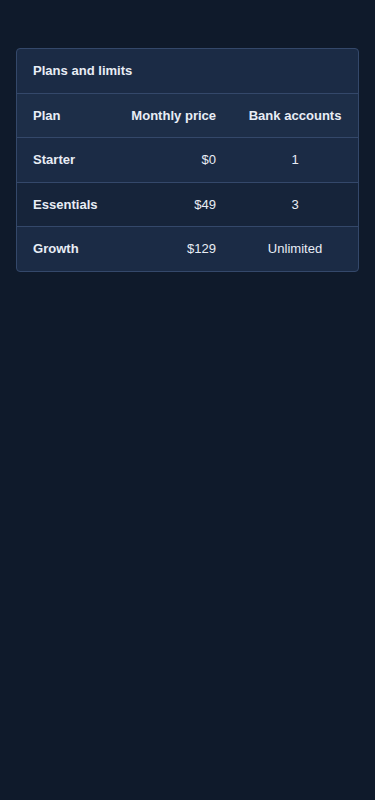 Plans and limits
Plan Monthly price Bank accounts
Starter $0 1
Essentials $49 3
Growth $129 Unlimited